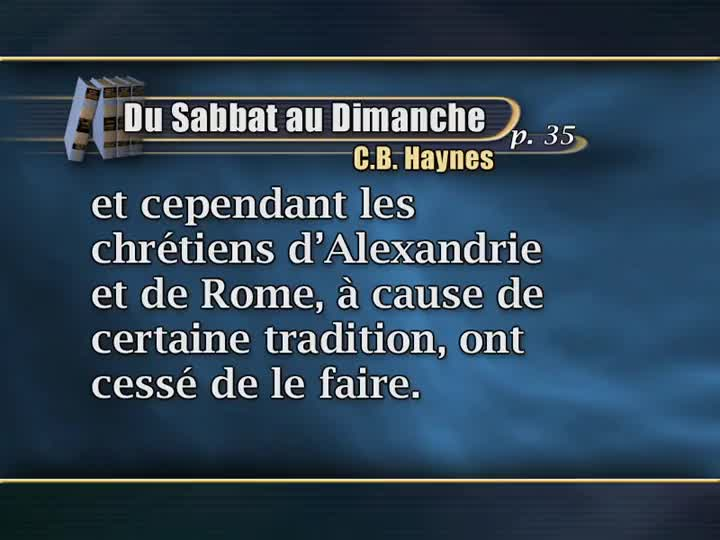 Du Sabbat au Dimanche
p. 35
C.B. Haynes
et cependant les
chrétiens d'Alexandrie
et de Rome, à cause de
certaine tradition, ont
cessé de le faire.